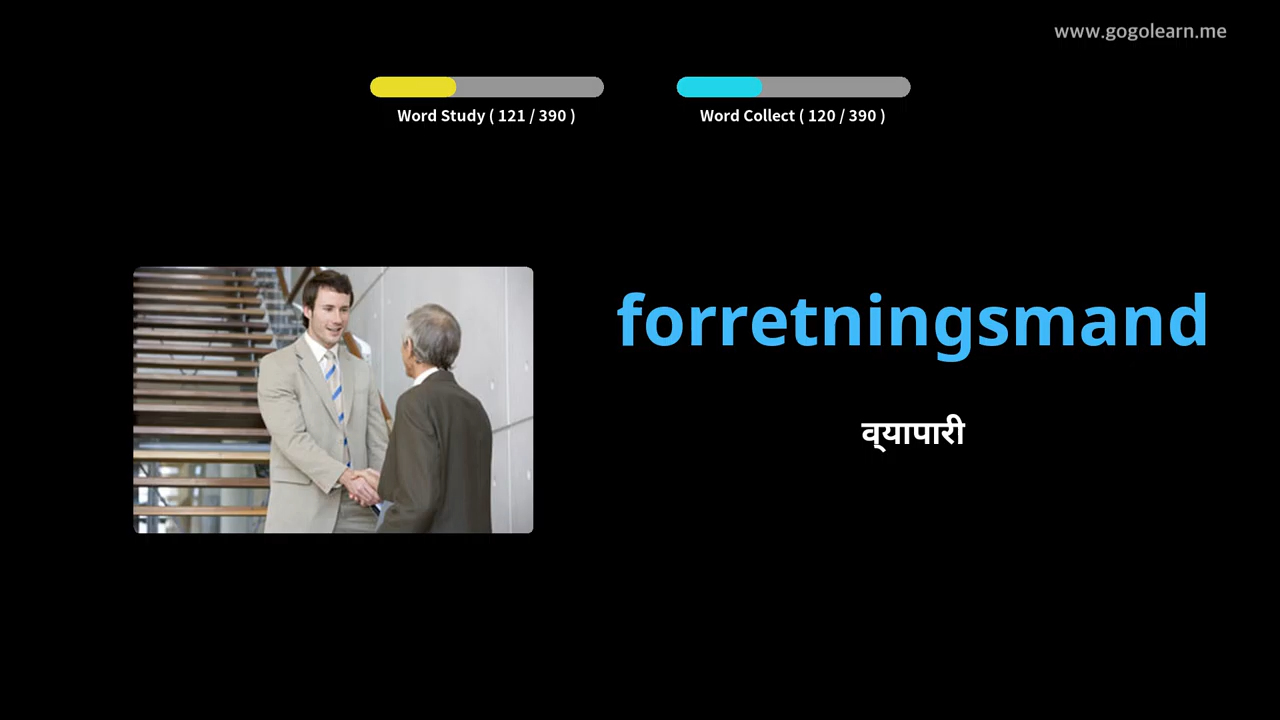 www.gogolearn.me
Word Study ( 121 / 390 )
Word Collect ( 120 / 390 )
forretningsmand
व्यापारी